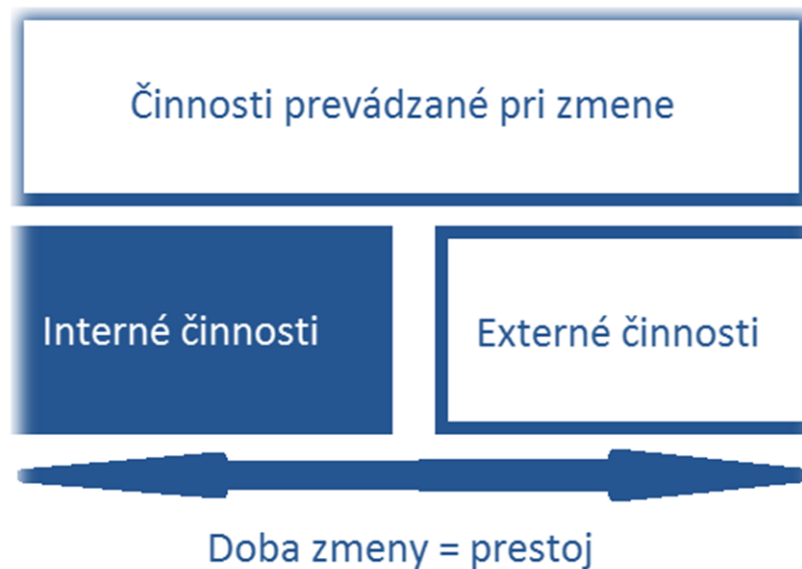 Činnosti prevádzané pri zmene
Interné činnosti
Externé činnosti
Doba zmeny = prestoj